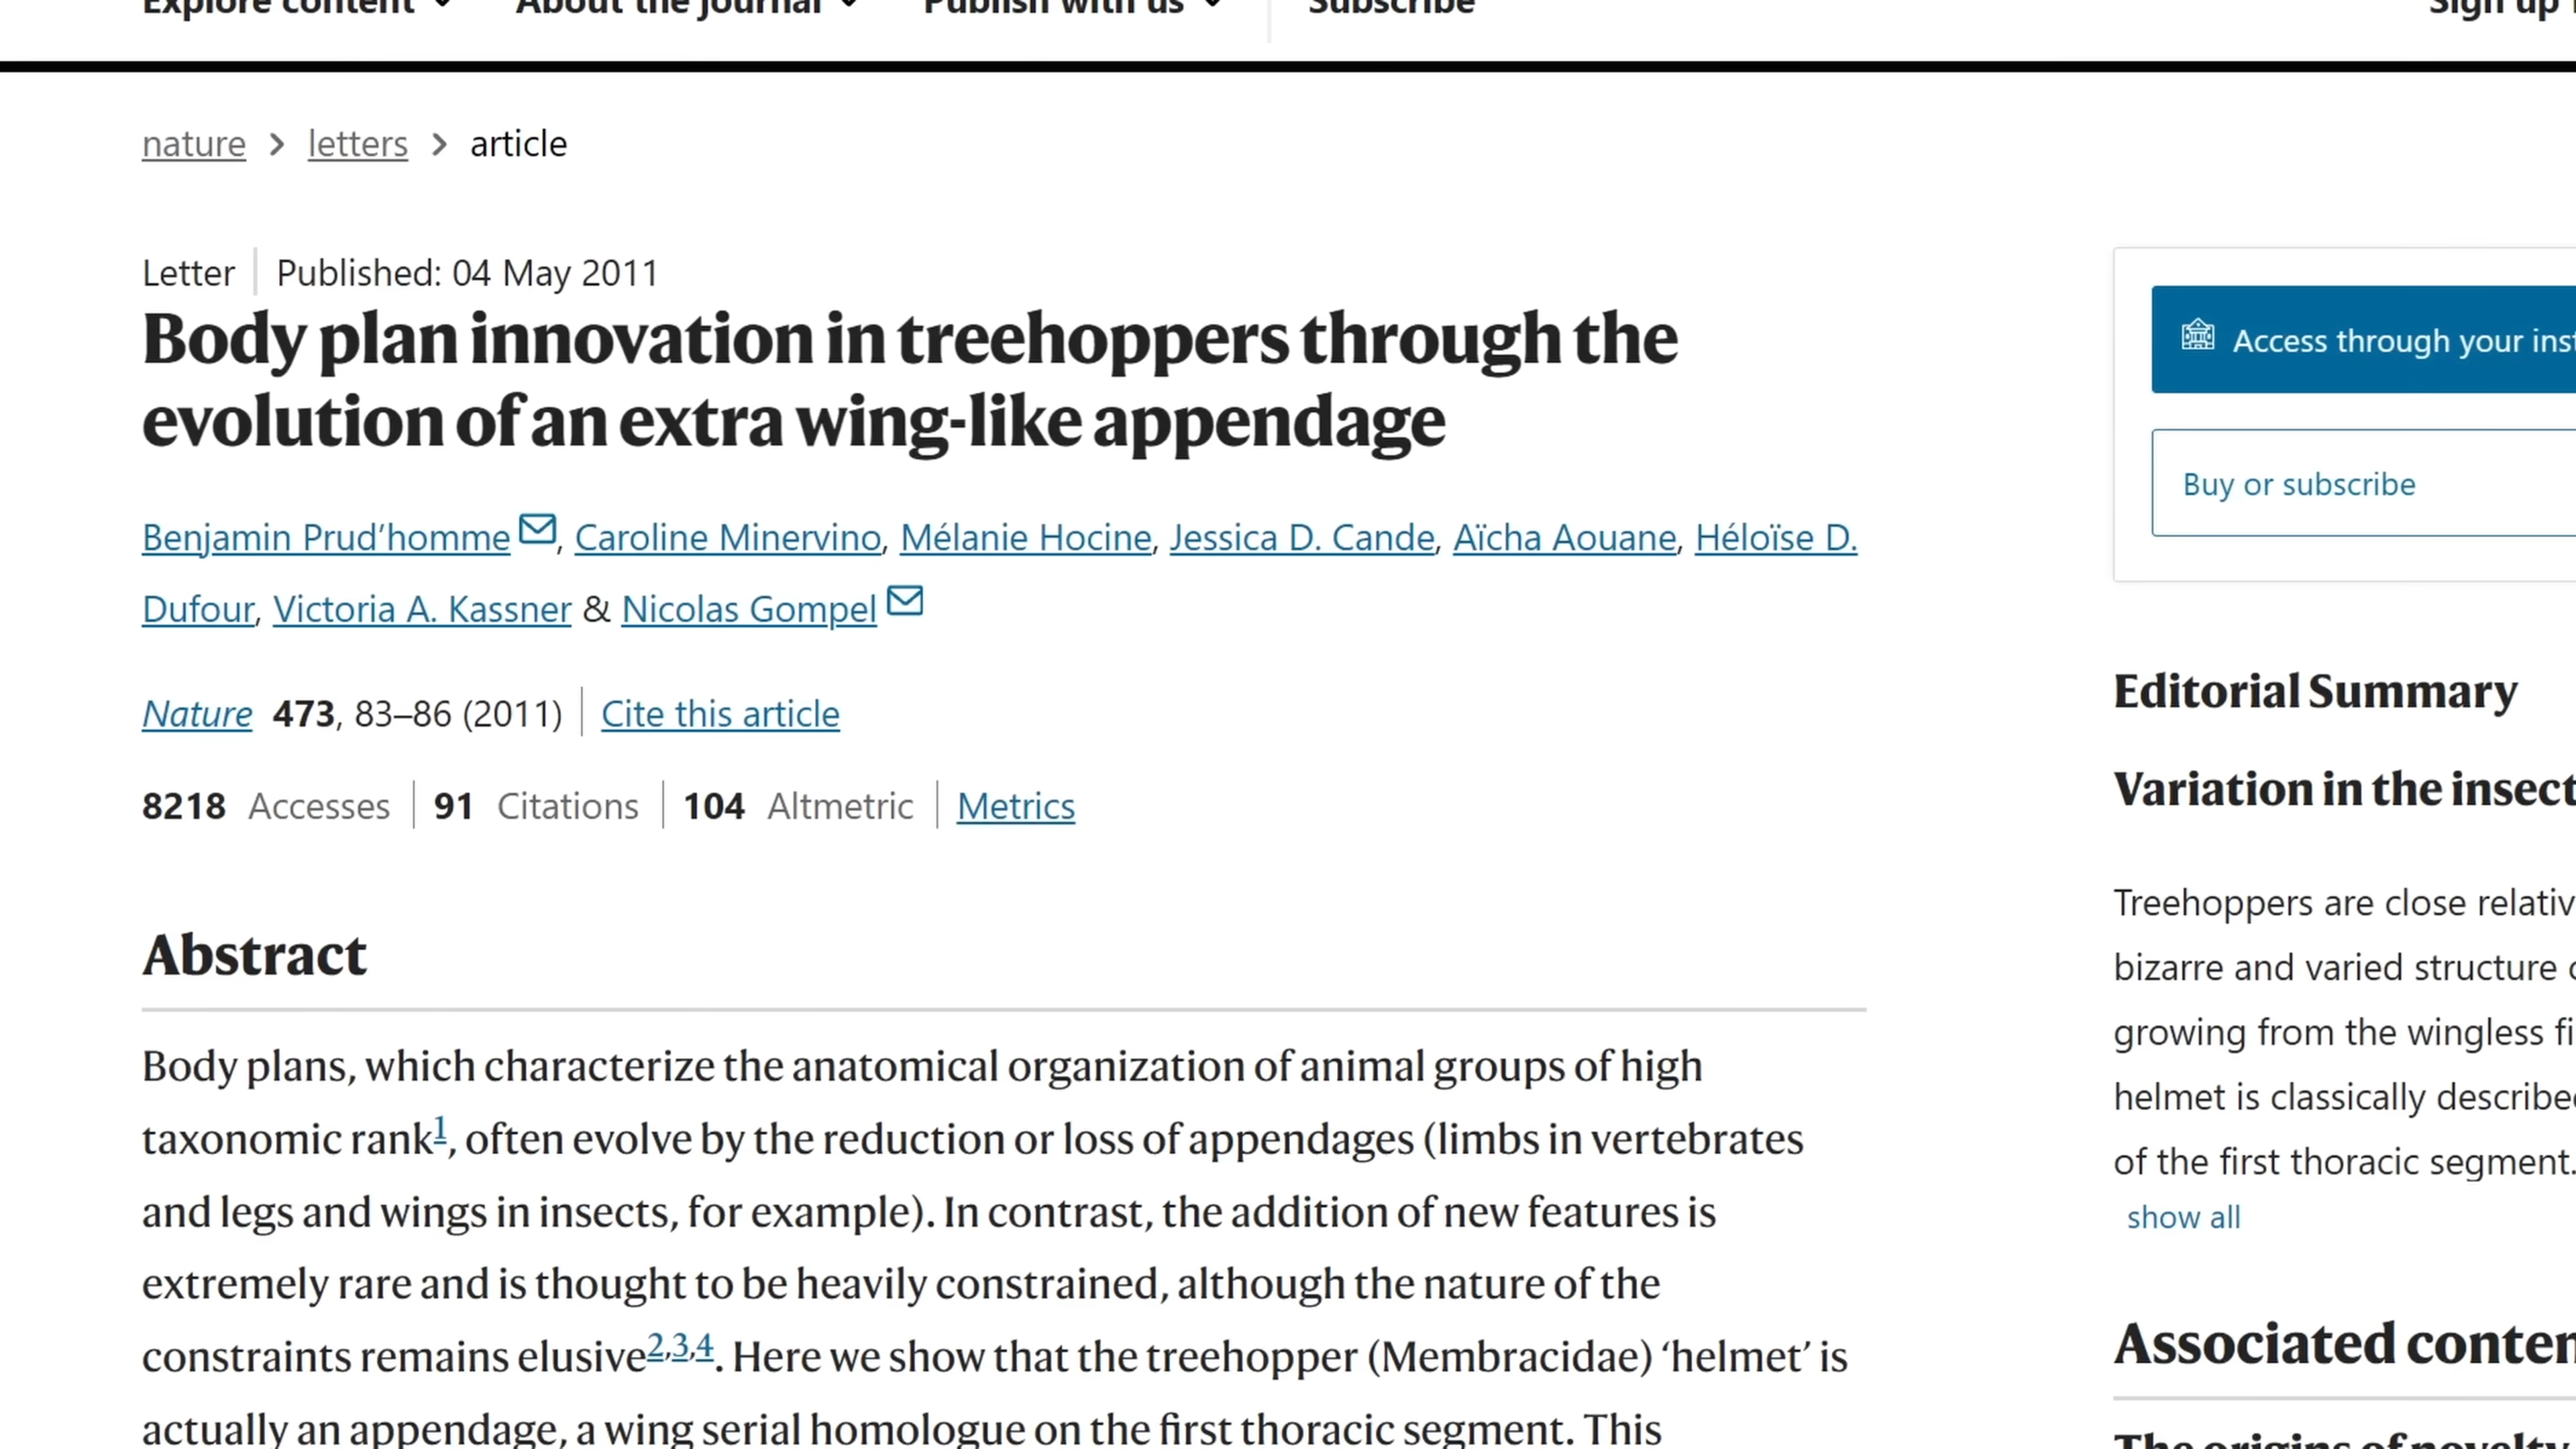 Explore content
About the journal
Publish with us
Subscribe
Sign up
nature > letters > article
Letter | Published: 04 May 2011
Body plan innovation in treehoppers through the
evolution of an extra wing-like appendage
Benjamin Prud’homme, Caroline Minervino, Mélanie Hocine, Jessica D. Cande, Aïcha Aouane, Héloïse D.
Dufour, Victoria A. Kassner & Nicolas Gompel
Nature 473, 83–86 (2011) | Cite this article
8218 Accesses | 91 Citations | 104 Altmetric | Metrics
Abstract
Body plans, which characterize the anatomical organization of animal groups of high
taxonomic rank1, often evolve by the reduction or loss of appendages (limbs in vertebrates
and legs and wings in insects, for example). In contrast, the addition of new features is
extremely rare and is thought to be heavily constrained, although the nature of the
constraints remains elusive2,3,4. Here we show that the treehopper (Membracidae) ‘helmet’ is
actually an appendage, a wing serial homologue on the first thoracic segment. This
Access through your inst
Buy or subscribe
Editorial Summary
Variation in the insect
Treehoppers are close relativ
bizarre and varied structure
growing from the wingless fi
helmet is classically describe
of the first thoracic segment.
show all
Associated conten
The origins of novelty